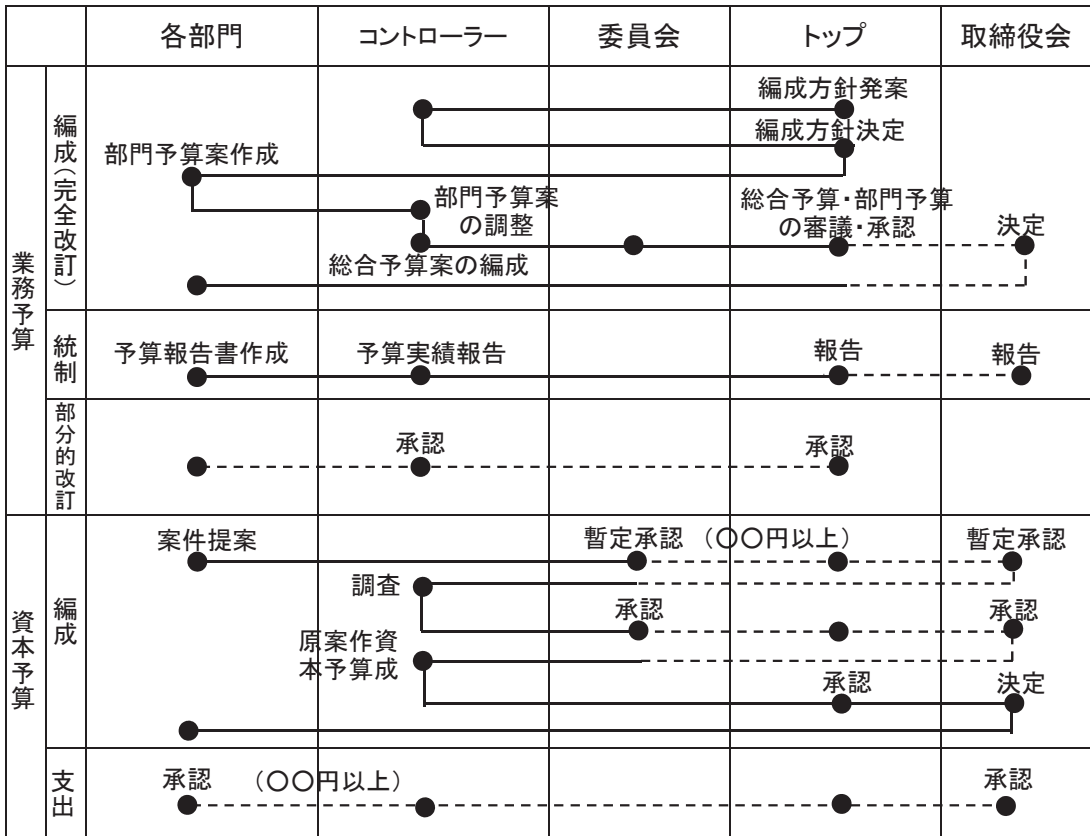 各部門
コントローラー
委員会
トップ
取締役会
業務予算
編成（完全改訂）
編成方針発案
編成方針決定
部門予算案作成
部門予算案
の調整
総合予算・部門予算
の審議・承認
決定
総合予算案の編成
統制
予算報告書作成
予算実績報告
報告
報告
部分的改訂
承認
承認
資本予算
編成
案件提案
暫定承認
（〇〇円以上）
暫定承認
調査
承認
承認
原案作資
本予算成
承認
決定
支出
承認
（〇〇円以上）
承認